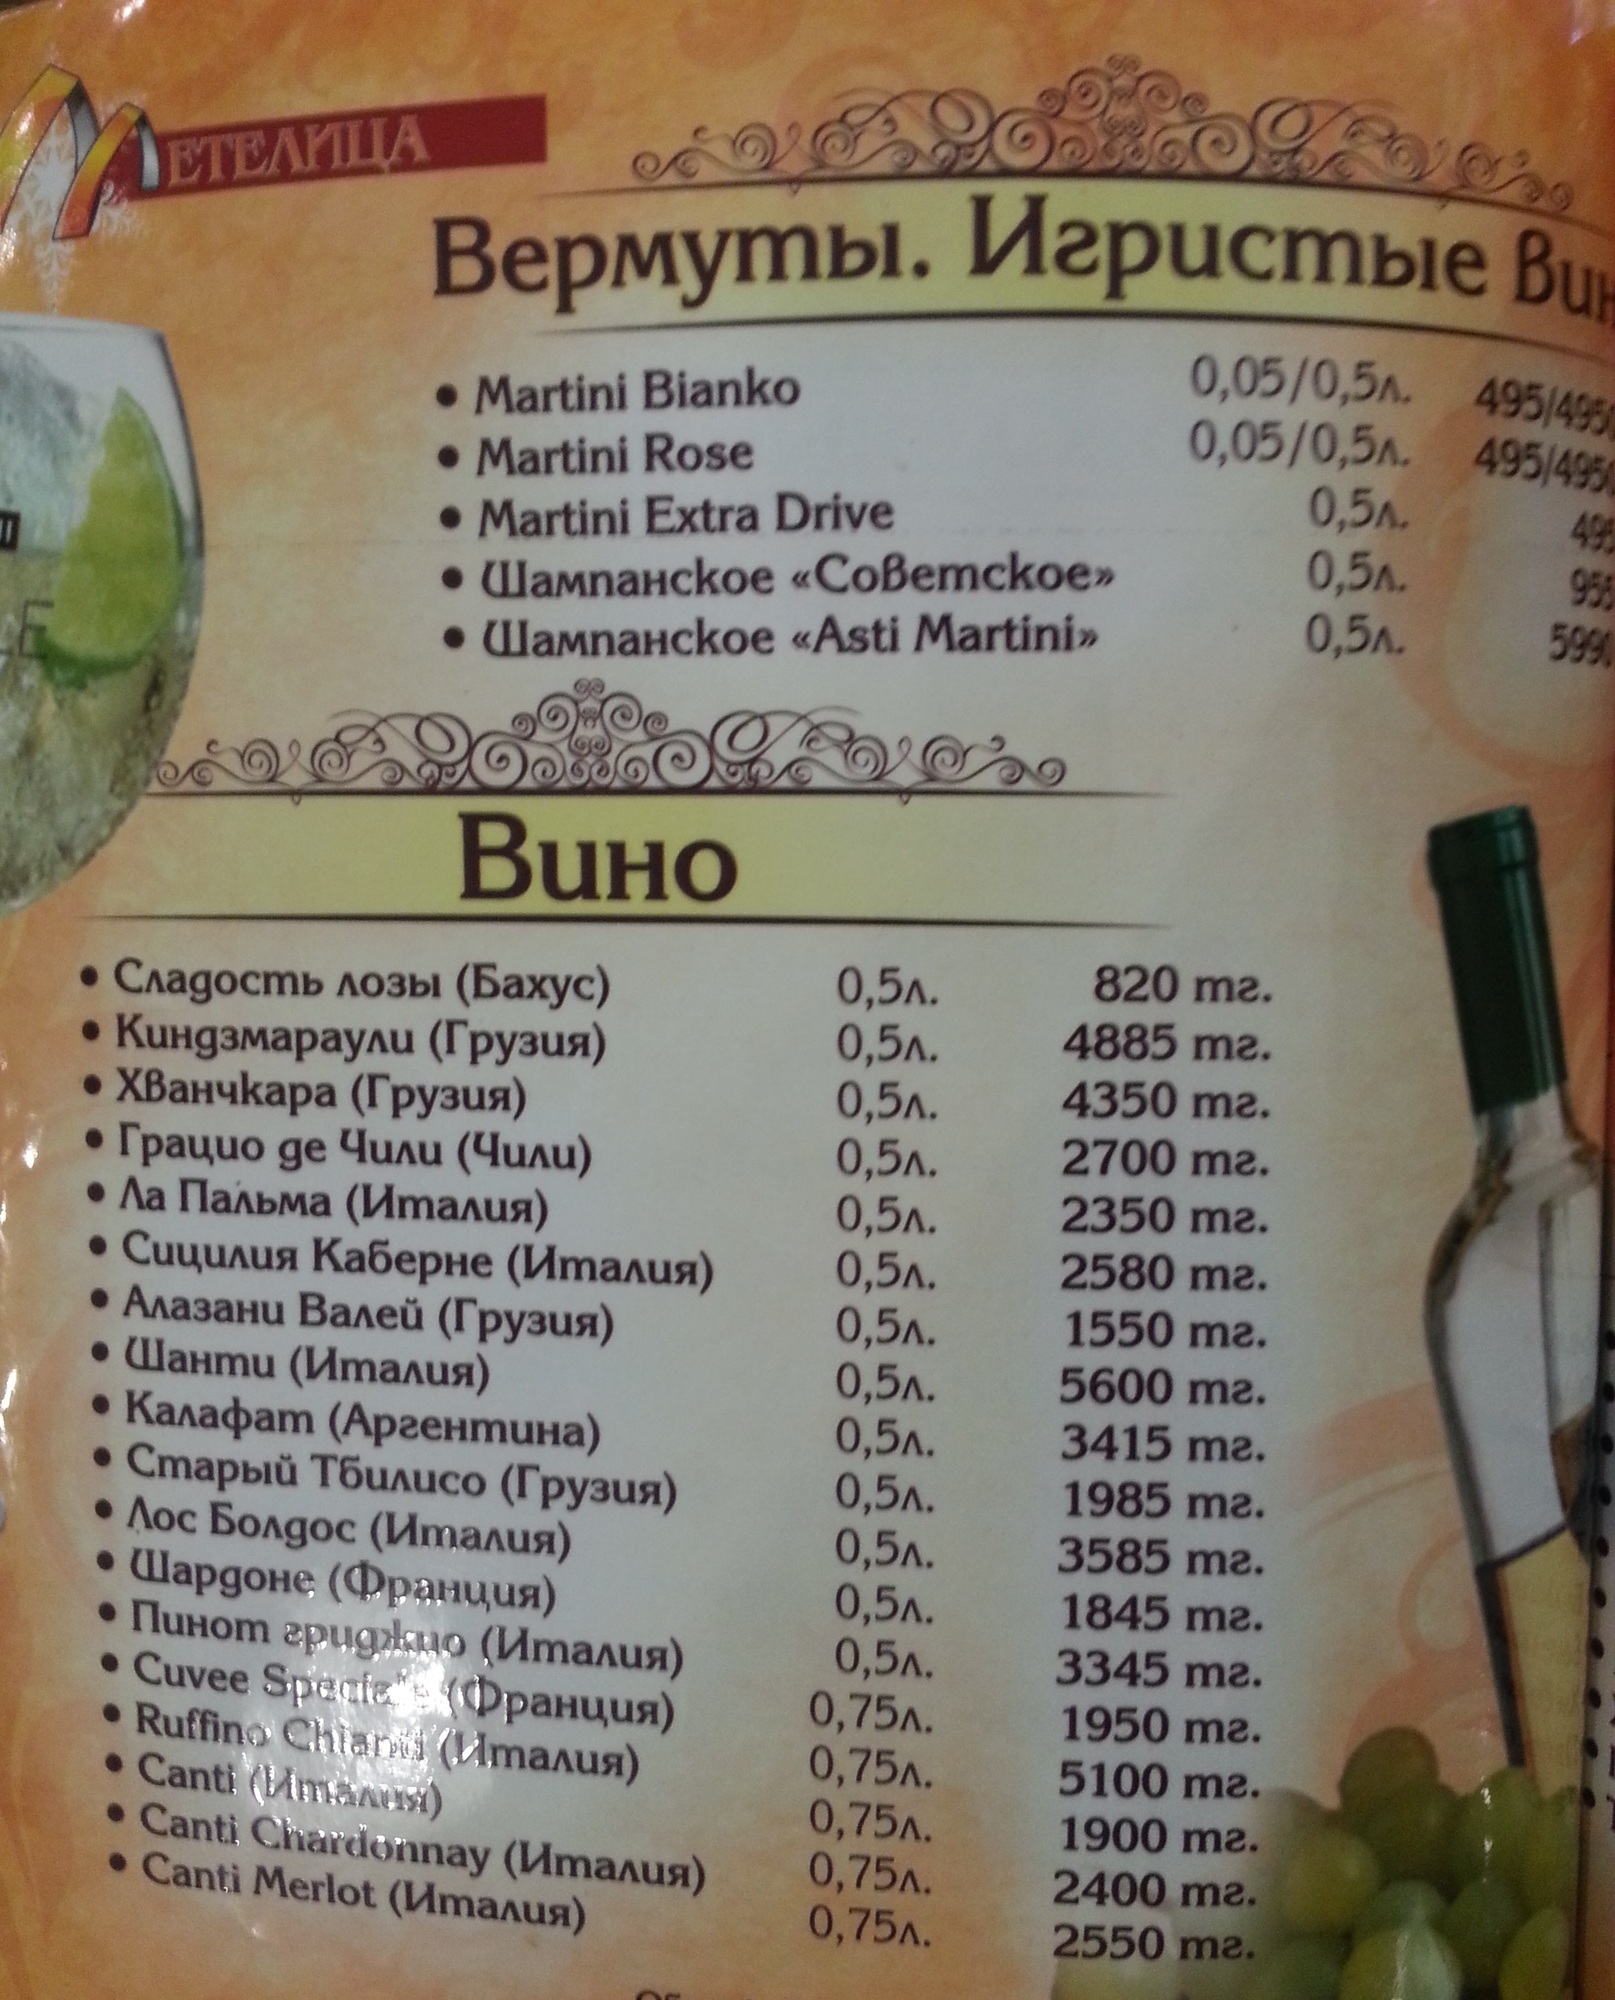 МЕТЕЛИЦА
Вермуты. Игристые
• Martini Bianko 0,05/0,5л.
• Martini Rose 0,05/0,5л.
• Martini Extra Drive 0,5л.
• Шампанское «Советское» 0,5л.
• Шампанское «Asti Martini» 0,5л.
Вино
• Сладость лозы (Бахус) 0,5л. 820 тг.
• Киндзмараули (Грузия) 0,5л. 4885 тг.
• Хванчкара (Грузия) 0,5л. 4350 тг.
• Грацио де Чили (Чили) 0,5л. 2700 тг.
• Ла Пальма (Италия) 0,5л. 2350 тг.
• Сицилия Каберне (Италия) 0,5л. 2580 тг.
• Алазани Валей (Грузия) 0,5л. 1550 тг.
• Шанти (Италия) 0,5л. 5600 тг.
• Калафат (Аргентина) 0,5л. 3415 тг.
• Старый Тбилисо (Грузия) 0,5л. 1985 тг.
• Лос Болдос (Италия) 0,5л. 3585 тг.
• Шардоне (Франция) 0,5л. 1845 тг.
• Пинот гриджио (Италия) 0,5л. 3345 тг.
• Cuvee (Франция) 0,75л. 1950 тг.
• Ruffino Chianti (Италия) 0,75л. 5100 тг.
• Canti (Италия) 0,75л. 1900 тг.
• Canti Chardonnay (Италия) 0,75л. 2400 тг.
• Canti Merlot (Италия) 0,75л. 2550 тг.